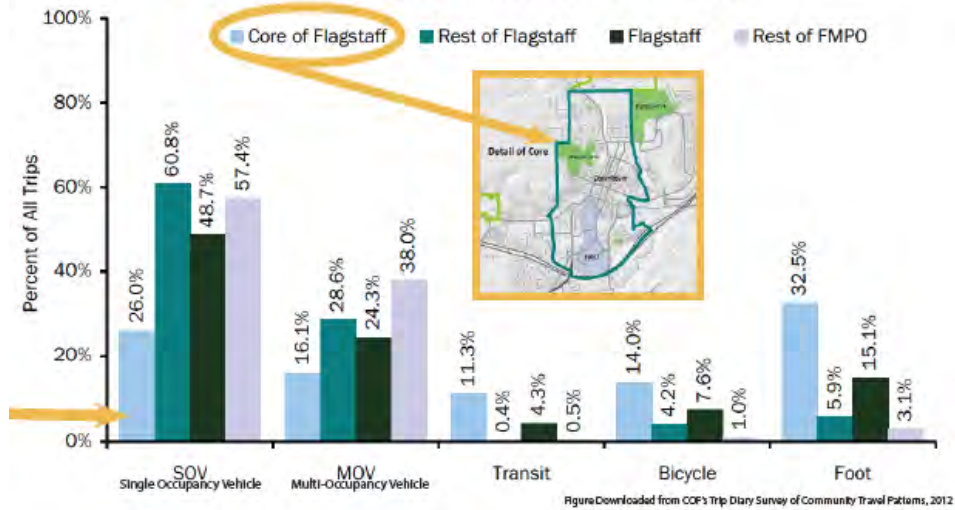 100%
80%
60%
40%
20%
0%
Percent of All Trips
Core of Flagstaff
Rest of Flagstaff
Flagstaff
Rest of FMPO
Detail of Core
Downtown
26.0%
60.8%
48.7%
57.4%
16.1%
28.6%
24.3%
38.0%
11.3%
0.4%
4.3%
0.5%
14.0%
4.2%
7.6%
1.0%
32.5%
5.9%
15.1%
3.1%
SOV
Single Occupancy Vehicle
MOV
Multi-Occupancy Vehicle
Transit
Bicycle
Foot
Figure Downloaded from COF's Trip Diary Survey of Community Travel Patterns, 2012